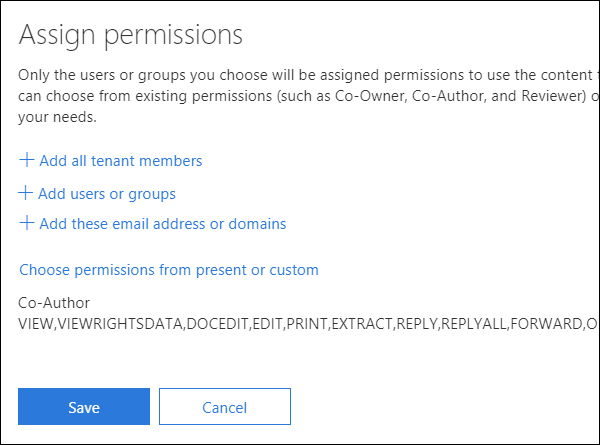 Assign permissions
Only the users or groups you choose will be assigned permissions to use the content
can choose from existing permissions (such as Co-Owner, Co-Author, and Reviewer)
your needs.
+ Add all tenant members
+ Add users or groups
+ Add these email address or domains
Choose permissions from present or custom
Co-Author
VIEW,VIEWRIGHTSDATA,DOCEDIT,EDIT,PRINT,EXTRACT,REPLY,REPLYALL,FORWARD,O
Save
Cancel